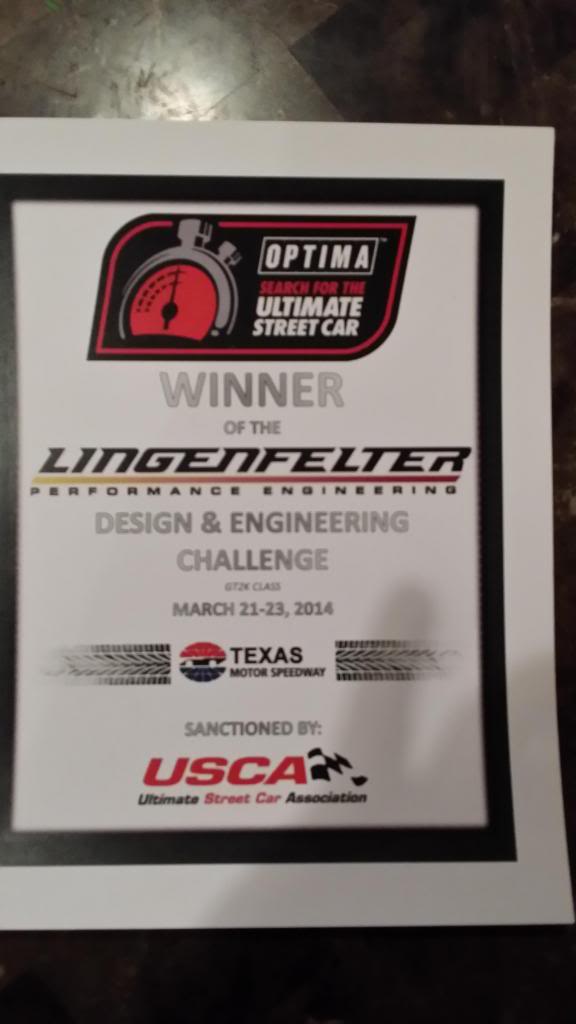 OPTIMA™
SEARCH FOR THE
ULTIMATE
STREET CAR
WINNER
OF THE
LINGENFELTER
PERFORMANCE ENGINEERING
DESIGN & ENGINEERING
CHALLENGE
GT2K CLASS
MARCH 21-23, 2014
TEXAS
MOTOR SPEEDWAY
SANCTIONED BY:
USCA
Ultimate Street Car Association